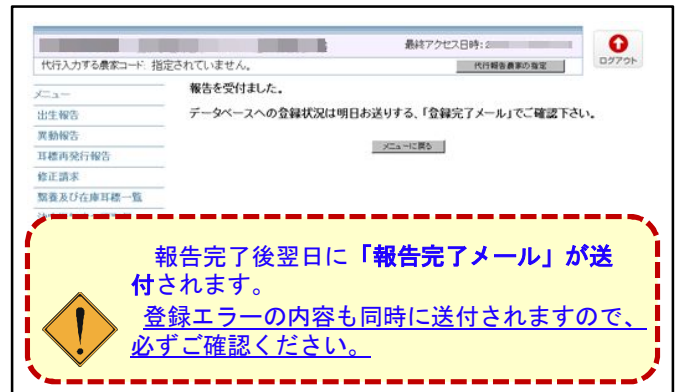 最終アクセス日時:2
代行入力する農家コード: 指定されていません。
代行報告農家の指定
ログアウト
メニュー
報告を受付ました。
出生報告
データベースへの登録状況は明日お送りする、「登録完了メール」でご確認下さい。
異動報告
メニューに戻る
耳標再発行報告
修正請求
飼養及び在庫耳標一覧
報告完了後翌日に「報告完了メール」が送
付されます。
登録エラーの内容も同時に送付されますので、
必ずご確認ください。